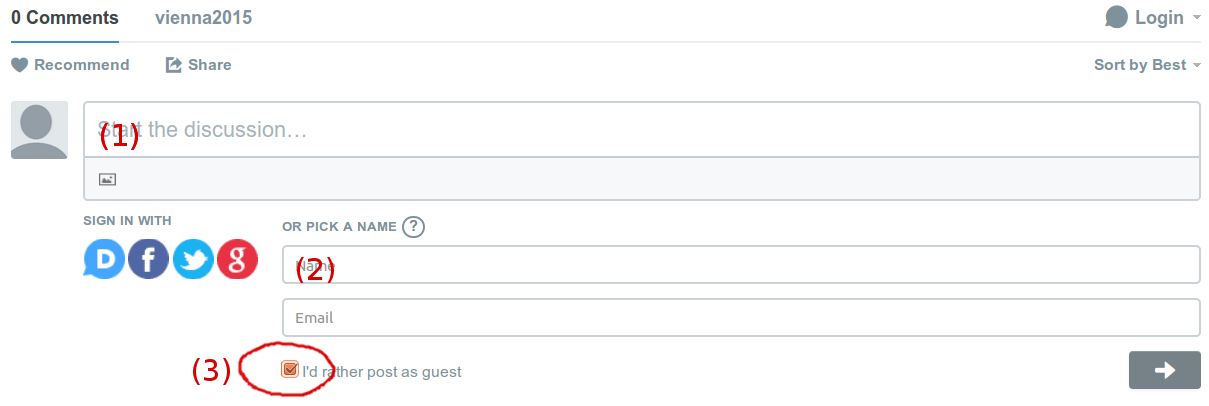 0 Comments vienna2015 Login
Recommend Share Sort by Best
Start the discussion…
(1)
SIGN IN WITH
OR PICK A NAME ?
D f g
Name
(2)
Email
(3) I'd rather post as guest